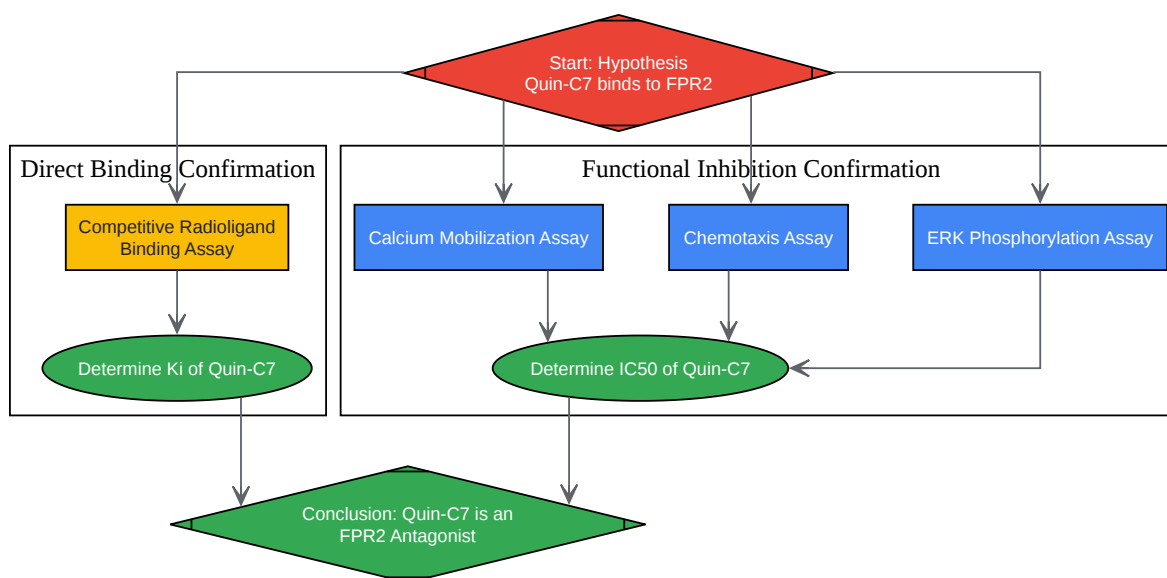 Start: Hypothesis
Quin-C7 binds to FPR2
Direct Binding Confirmation
Functional Inhibition Confirmation
Competitive Radioligand
Binding Assay
Calcium Mobilization Assay
Chemotaxis Assay
ERK Phosphorylation Assay
Determine Ki of Quin-C7
Determine IC50 of Quin-C7
Conclusion: Quin-C7 is an
FPR2 Antagonist